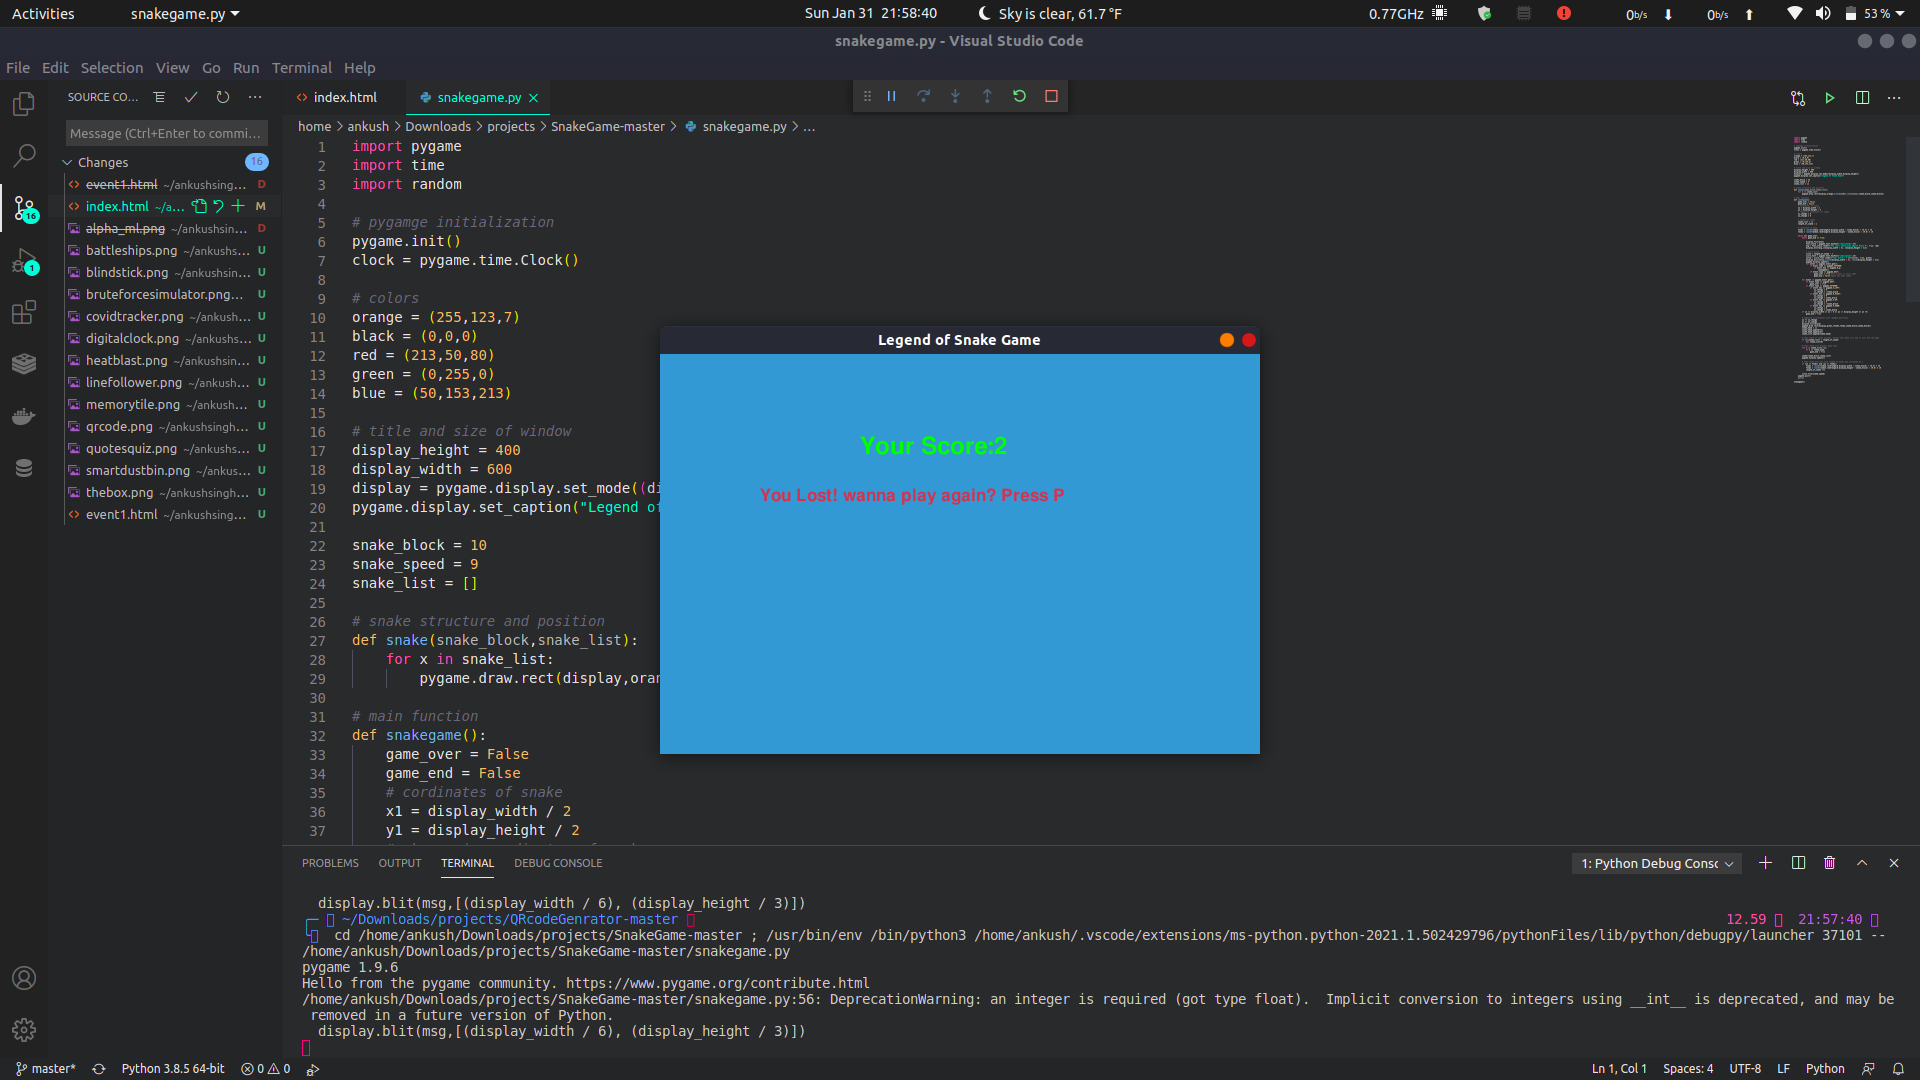 Activities snakegame.py Sun Jan 31 21:58:40 Sky is clear, 61.7 °F 0.77GHz 0b/s 0b/s 53 %
snakegame.py - Visual Studio Code
File Edit Selection View Go Run Terminal Help
SOURCE CO...
index.html
snakegame.py
home > ankush > Downloads > projects > SnakeGame-master > snakegame.py > ...
Message (Ctrl+Enter to commi...
Changes 16
event1.html ~/ankushsing... D
index.html ~/a... M
alpha_ml.png ~/ankushsin... D
battleships.png ~/ankushs... U
blindstick.png ~/ankushsin... U
bruteforcesimulator.png... U
covidtracker.png ~/ankush... U
digitalclock.png ~/ankush... U
heatblast.png ~/ankushsin... U
linefollower.png ~/ankush... U
memorytile.png ~/ankush... U
qrcode.png ~/ankushsingh... U
quotesquiz.png ~/ankushs... U
smartdustbin.png ~/ankus... U
thebox.png ~/ankushsingh... U
event1.html ~/ankushsing... U
16
1
1 import pygame
2 import time
3 import random
4
5 # pygamge initialization
6 pygame.init()
7 clock = pygame.time.Clock()
8
9 # colors
10 orange = (255,123,7)
11 black = (0,0,0)
12 red = (213,50,80)
13 green = (0,255,0)
14 blue = (50,153,213)
15
16 # title and size of window
17 display_height = 400
18 display_width = 600
19 display = pygame.display.set_mode((di
20 pygame.display.set_caption("Legend of
21
22 snake_block = 10
23 snake_speed = 9
24 snake_list = []
25
26 # snake structure and position
27 def snake(snake_block,snake_list):
28 for x in snake_list:
29 pygame.draw.rect(display,oran
30
31 # main function
32 def snakegame():
33 game_over = False
34 game_end = False
35 # cordinates of snake
36 x1 = display_width / 2
37 y1 = display_height / 2
Legend of Snake Game
Your Score:2
You Lost! wanna play again? Press P
PROBLEMS OUTPUT TERMINAL DEBUG CONSOLE
1: Python Debug Consc
display.blit(msg,[(display_width / 6), (display_height / 3)])
~/Downloads/projects/QRcodeGenrator-master 12.59 21:57:40
cd /home/ankush/Downloads/projects/SnakeGame-master ; /usr/bin/env /bin/python3 /home/ankush/.vscode/extensions/ms-python.python-2021.1.502429796/pythonFiles/lib/python/debugpy/launcher 37101 --
/home/ankush/Downloads/projects/SnakeGame-master/snakegame.py
pygame 1.9.6
Hello from the pygame community. https://www.pygame.org/contribute.html
/home/ankush/Downloads/projects/SnakeGame-master/snakegame.py:56: DeprecationWarning: an integer is required (got type float). Implicit conversion to integers using __int__ is deprecated, and may be
removed in a future version of Python.
display.blit(msg,[(display_width / 6), (display_height / 3)])
master* Python 3.8.5 64-bit 0 0 Ln 1, Col 1 Spaces: 4 UTF-8 LF Python